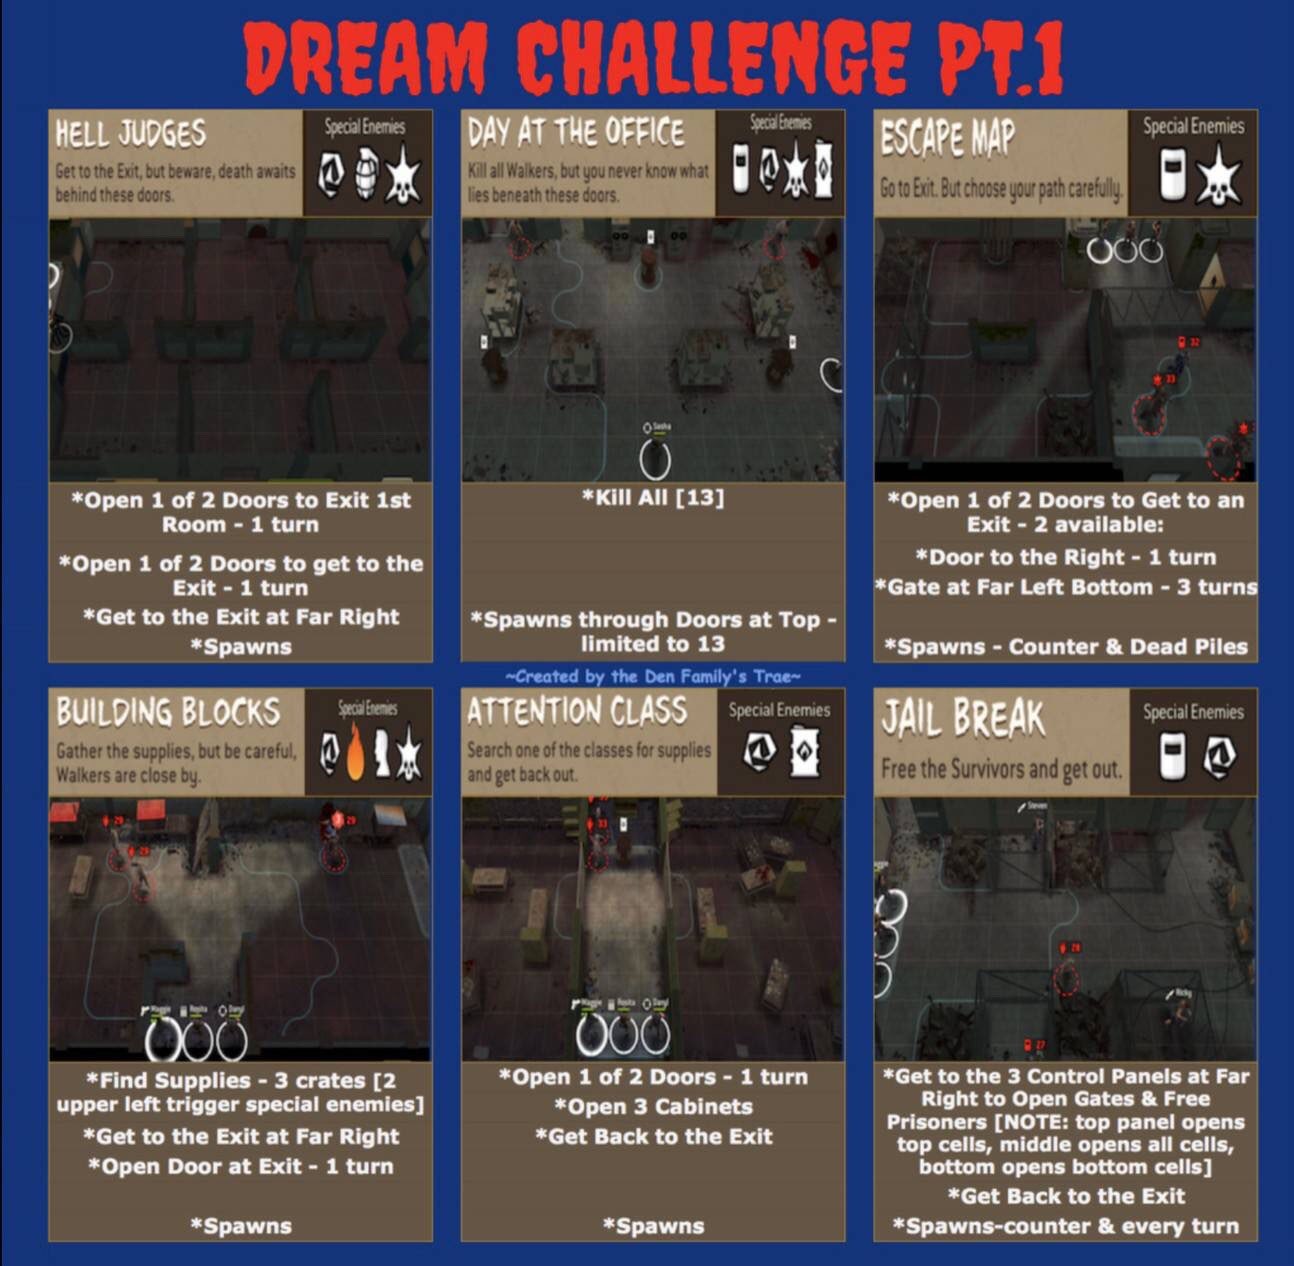 DREAM CHALLENGE PT.1
HELL JUDGES
Get to the Exit, but beware, death awaits
behind these doors.
Special Enemies
*Open 1 of 2 Doors to Exit 1st
Room - 1 turn
*Open 1 of 2 Doors to get to the
Exit - 1 turn
*Get to the Exit at Far Right
*Spawns
DAY AT THE OFFICE
Kill all Walkers, but you never know what
lies beneath these doors.
Special Enemies
Sasha
*Kill All [13]
*Spawns through Doors at Top -
limited to 13
ESCAPE MAP
Go to Exit. But choose your path carefully.
Special Enemies
32
33
*Open 1 of 2 Doors to Get to an
Exit - 2 available:
*Door to the Right - 1 turn
*Gate at Far Left Bottom - 3 turns
*Spawns - Counter & Dead Piles
~Created by the Den Family's Trae~
BUILDING BLOCKS
Gather the supplies, but be careful,
Walkers are close by.
Special Enemies
29
29
29
Maggie Rosita Daryl
*Find Supplies - 3 crates [2
upper left trigger special enemies]
*Get to the Exit at Far Right
*Open Door at Exit - 1 turn
*Spawns
ATTENTION CLASS
Search one of the classes for supplies
and get back out.
Special Enemies
33
Maggie Rosita Daryl
*Open 1 of 2 Doors - 1 turn
*Open 3 Cabinets
*Get Back to the Exit
*Spawns
JAIL BREAK
Free the Survivors and get out.
Special Enemies
Steven
28
Ricky
27
*Get to the 3 Control Panels at Far
Right to Open Gates & Free
Prisoners [NOTE: top panel opens
top cells, middle opens all cells,
bottom opens bottom cells]
*Get Back to the Exit
*Spawns-counter & every turn